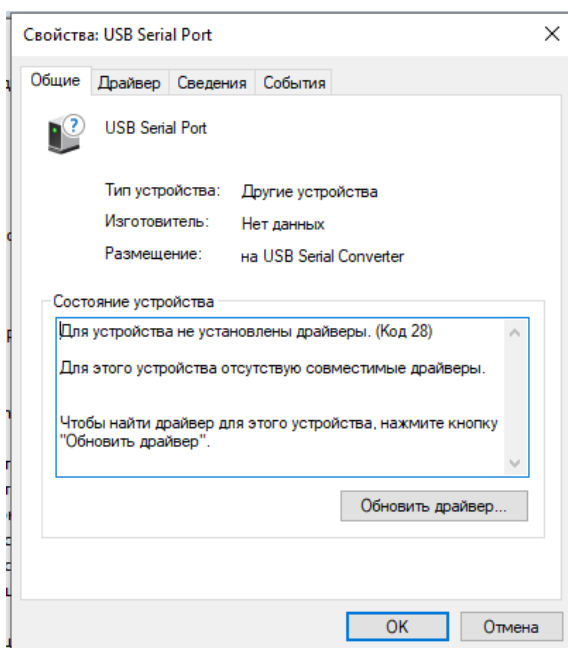 Свойства: USB Serial Port
Общие Драйвер Сведения События
USB Serial Port
Тип устройства: Другие устройства
Изготовитель: Нет данных
Размещение: на USB Serial Converter
Состояние устройства
Для устройства не установлены драйверы. (Код 28)
Для этого устройства отсутствую совместимые драйверы.
Чтобы найти драйвер для этого устройства, нажмите кнопку
"Обновить драйвер".
Обновить драйвер...
OK Отмена